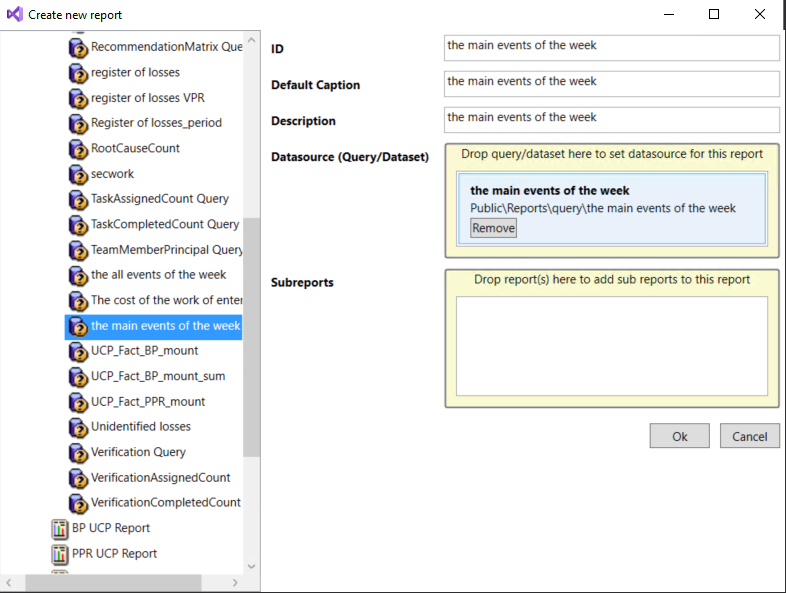 Create new report
RecommendationMatrix Que
register of losses
register of losses VPR
Register of losses_period
RootCauseCount
secwork
TaskAssignedCount Query
TaskCompletedCount Query
TeamMemberPrincipal Query
the all events of the week
The cost of the work of enter
the main events of the week
UCP_Fact_BP_mount
UCP_Fact_BP_mount_sum
UCP_Fact_PPR_mount
Unidentified losses
Verification Query
VerificationAssignedCount
VerificationCompletedCount
BP UCP Report
PPR UCP Report
ID
the main events of the week
Default Caption
the main events of the week
Description
the main events of the week
Datasource (Query/Dataset)
Drop query/dataset here to set datasource for this report
the main events of the week
Public\Reports\query\the main events of the week
Remove
Subreports
Drop report(s) here to add sub reports to this report
Ok
Cancel